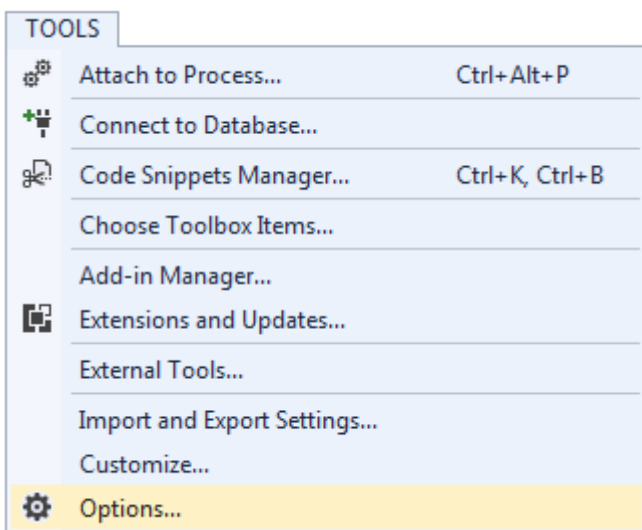 TOOLS
Attach to Process... Ctrl+Alt+P
Connect to Database...
Code Snippets Manager... Ctrl+K, Ctrl+B
Choose Toolbox Items...
Add-in Manager...
Extensions and Updates...
External Tools...
Import and Export Settings...
Customize...
Options...